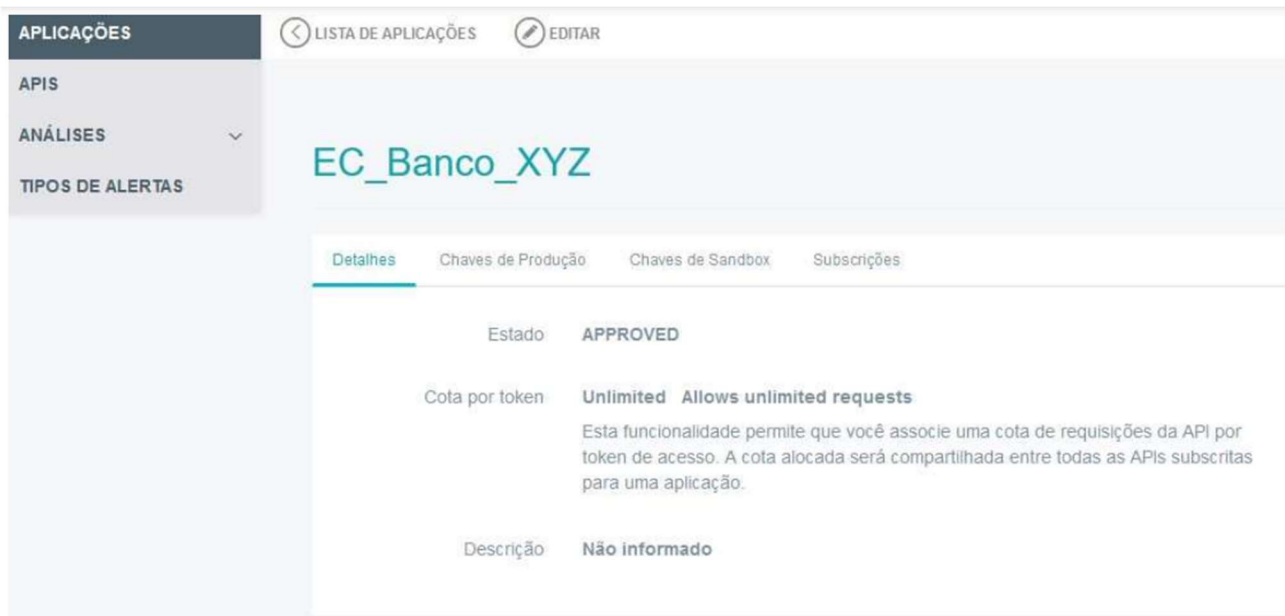 APLICAÇÕES
LISTA DE APLICAÇÕES EDITAR
APIS
ANÁLISES
TIPOS DE ALERTAS
EC_Banco_XYZ
Detalhes Chaves de Produção Chaves de Sandbox Subscrições
Estado APPROVED
Cota por token Unlimited Allows unlimited requests
Esta funcionalidade permite que você associe uma cota de requisições da API por
token de acesso. A cota alocada será compartilhada entre todas as APIs subscritas
para uma aplicação.
Descrição Não informado